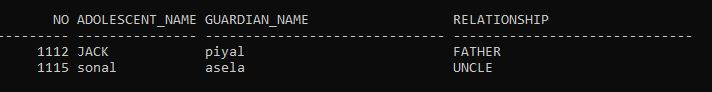 NO ADOLESCENT_NAME GUARDIAN_NAME RELATIONSHIP
--------- --------------- ------------------------------ ------------------------------
1112 JACK piyal FATHER
1115 sonal asela UNCLE